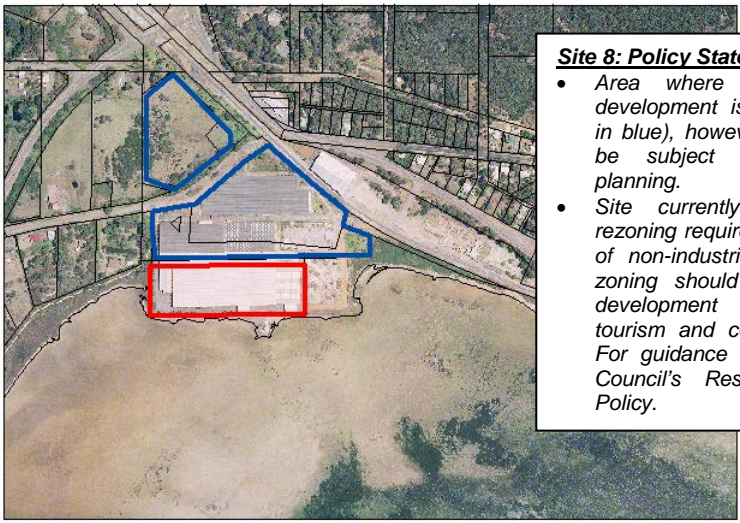 Site 8: Policy State
• Area where
development is
in blue), howev
be subject
planning.
• Site currently
rezoning require
of non-industri
zoning should
development
tourism and c
For guidance
Council's Res
Policy.